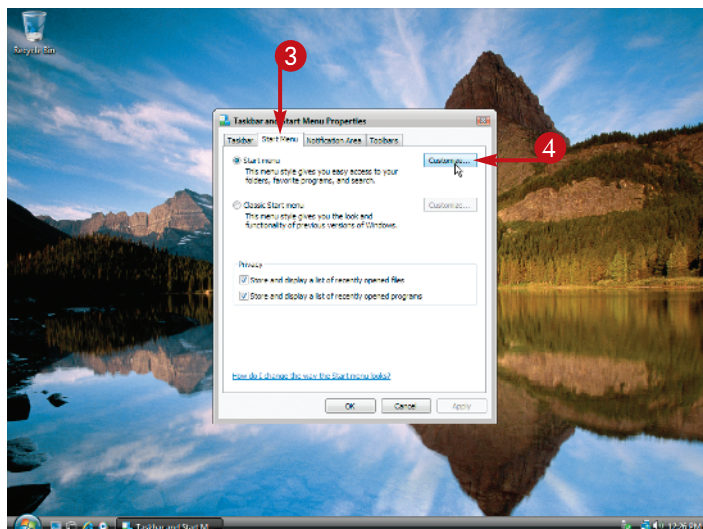 Recycle Bin
3
Taskbar and Start Menu Properties
Taskbar Start Menu Notification Area Toolbars
Start menu
Customize...
4
This menu style gives you easy access to your
folders, favorite programs, and search.
Classic Start menu
Customize...
This menu style gives you the look and
functionality of previous versions of Windows.
Privacy
Store and display a list of recently opened files
Store and display a list of recently opened programs
How do I change the way the Start menu looks?
OK Cancel Apply
Taskbar and Start M...
12:26 PM